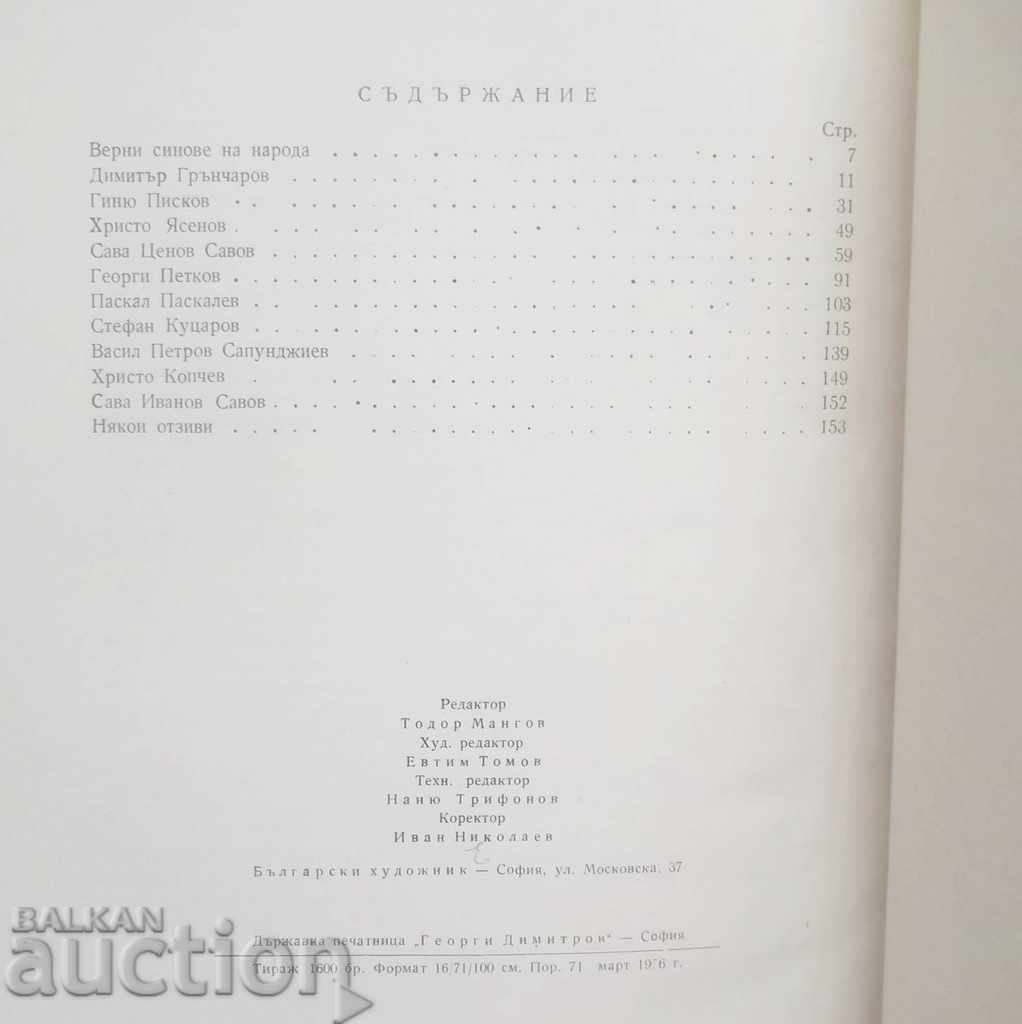 СЪДЪРЖАНИЕ
Стр.
Верни синове на народа . . . . . . . . . . . . . . . . . 7
Димитър Грънчаров . . . . . . . . . . . . . . . . . 11
Гиню Писков . . . . . . . . . . . . . . . . . 31
Христо Ясенов . . . . . . . . . . . . . . . . . 49
Сава Ценов Савов . . . . . . . . . . . . . . . . . 59
Георги Петков . . . . . . . . . . . . . . . . . 91
Паскал Паскалев . . . . . . . . . . . . . . . . . 103
Стефан Куцаров . . . . . . . . . . . . . . . . . 115
Васил Петров Сапунджиев . . . . . . . . . . . . . . . . . 139
Христо Копчев . . . . . . . . . . . . . . . . . 149
Сава Иванов Савов . . . . . . . . . . . . . . . . . 152
Някои отзиви . . . . . . . . . . . . . . . . . 153
Редактор
Тодор Мангов
Худ. редактор
Евтим Томов
Техн. редактор
Наню Трифонов
Коректор
Иван Николаев
Български художник — София, ул. Московска, 37
Държавна печатница „Георги Димитров" — София
Тираж 1600 бр. Формат 16/71/100 см. Пор. 71 март
BALKAN
auction